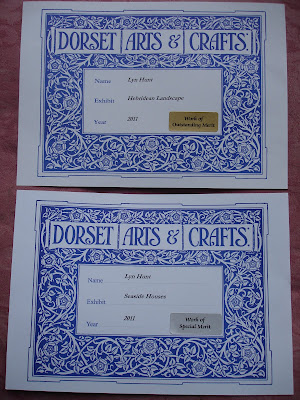 DORSET ARTS & CRAFTS
Name Lyn Hunt
Exhibit Hebridean Landscape
Year 2011
Work of
Outstanding Merit
DORSET ARTS & CRAFTS
Name Lyn Hunt
Exhibit Seaside Houses
Year 2011
Work of
Special Merit